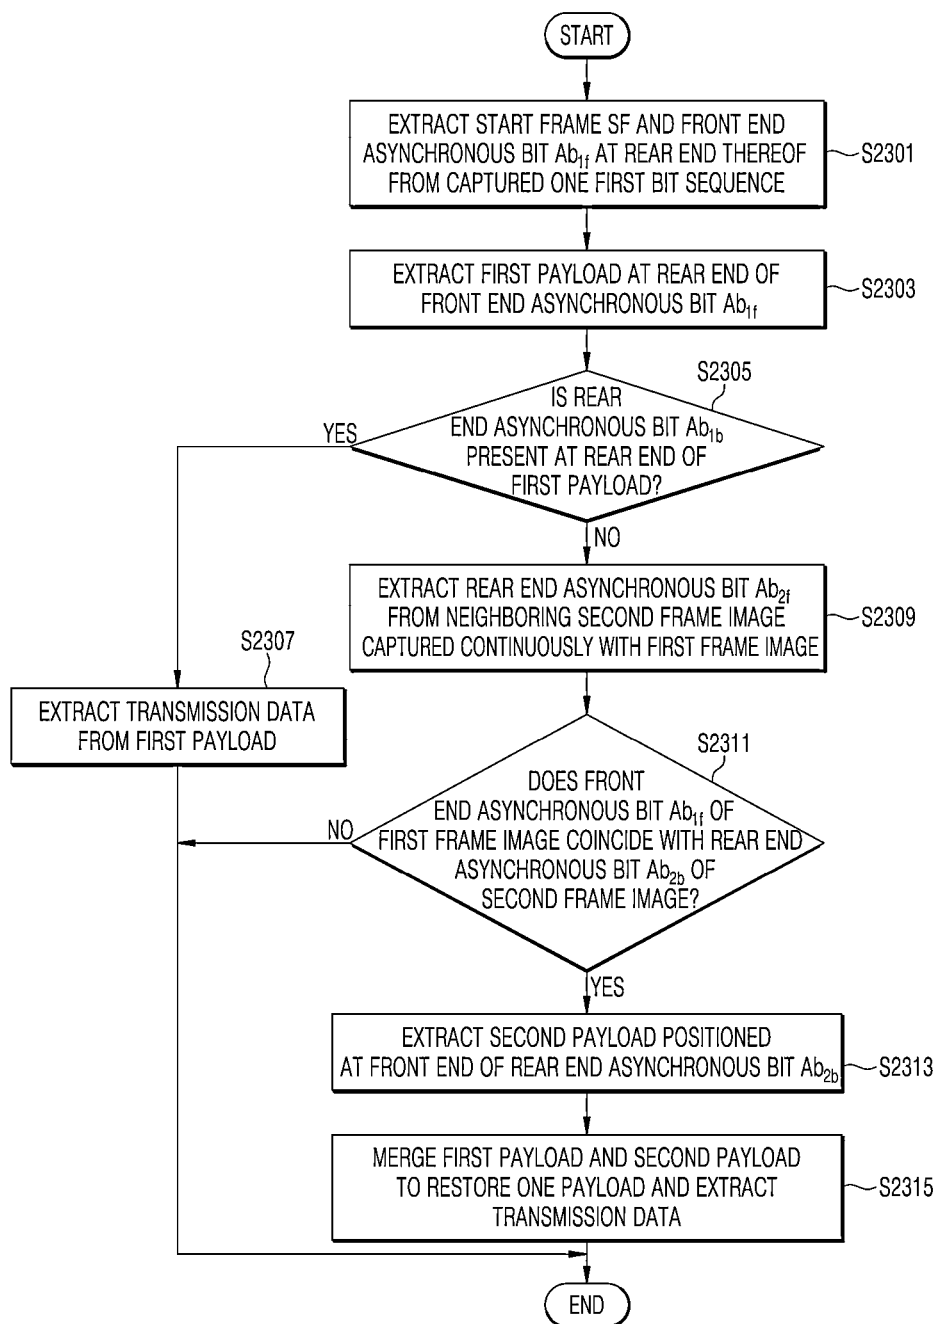 START
EXTRACT START FRAME SF AND FRONT END
ASYNCHRONOUS BIT Ab1f AT REAR END THEREOF
FROM CAPTURED ONE FIRST BIT SEQUENCE
S2301
EXTRACT FIRST PAYLOAD AT REAR END OF
FRONT END ASYNCHRONOUS BIT Ab1f
S2303
S2305
IS REAR
END ASYNCHRONOUS BIT Ab1b
PRESENT AT REAR END OF
FIRST PAYLOAD?
YES
NO
EXTRACT REAR END ASYNCHRONOUS BIT Ab2f
FROM NEIGHBORING SECOND FRAME IMAGE
CAPTURED CONTINUOUSLY WITH FIRST FRAME IMAGE
S2309
S2307
EXTRACT TRANSMISSION DATA
FROM FIRST PAYLOAD
S2311
DOES FRONT
END ASYNCHRONOUS BIT Ab1f OF
FIRST FRAME IMAGE COINCIDE WITH REAR END
ASYNCHRONOUS BIT Ab2b OF
SECOND FRAME IMAGE?
NO
YES
EXTRACT SECOND PAYLOAD POSITIONED
AT FRONT END OF REAR END ASYNCHRONOUS BIT Ab2b
S2313
MERGE FIRST PAYLOAD AND SECOND PAYLOAD
TO RESTORE ONE PAYLOAD AND EXTRACT
TRANSMISSION DATA
S2315
END